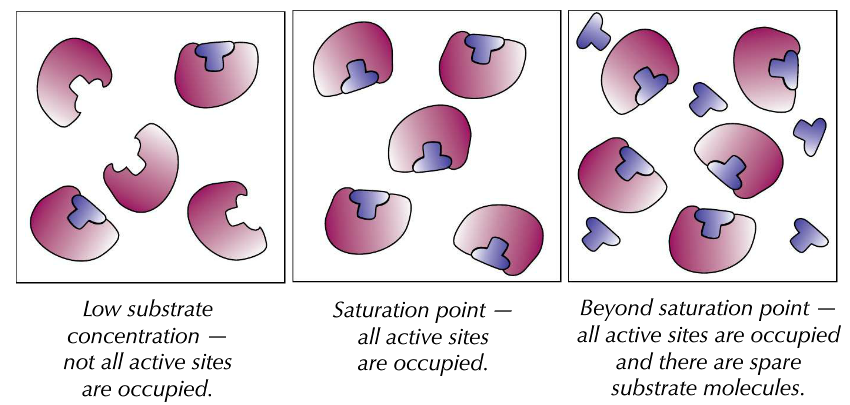 Low substrate
concentration —
not all active sites
are occupied.
Saturation point —
all active sites
are occupied.
Beyond saturation point —
all active sites are occupied
and there are spare
substrate molecules.